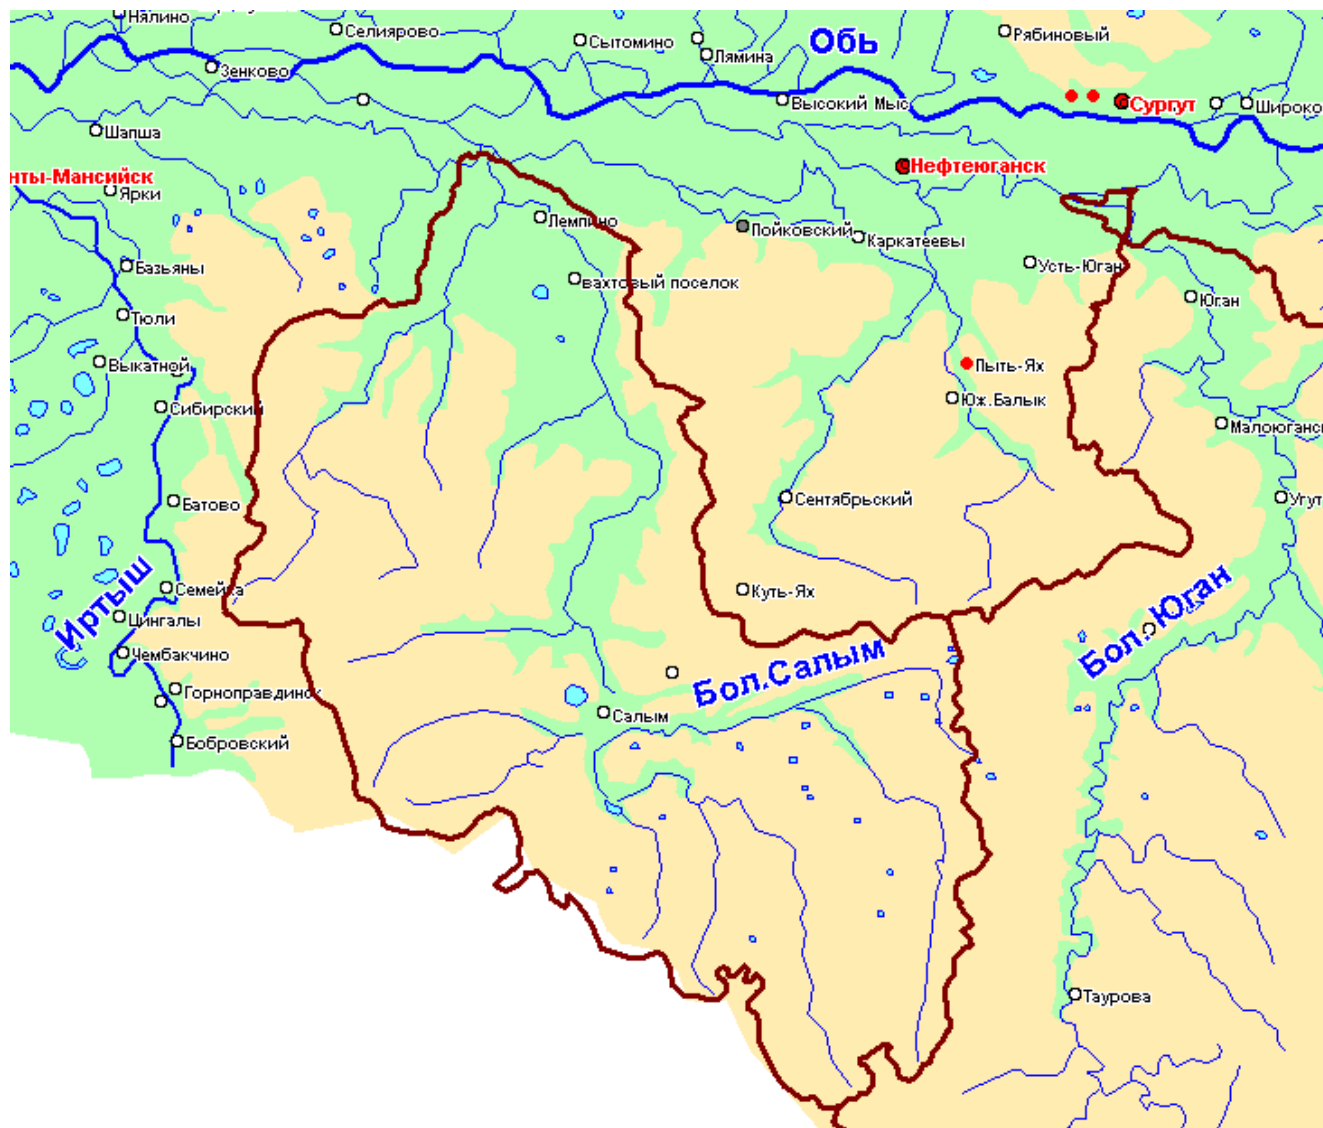 Нялино
Селиярово
Сытомино
Обь
Рябиновый
Лямина
Зенково
Высокий Мыс
Сургут
Широко
Шапша
Нефтеюганск
нты-Мансийск
Ярки
Лемпино
Пойковский
Каркатеевы
Базьяны
Усть-Юган
вахтовый поселок
Юган
Тюли
Выкатной
Пыть-Ях
Юж.Балык
Сибирский
Малоюганск
Батово
Сентябрьский
Угут
Иртыш
Семейка
Куть-Ях
Бол.Юган
Цингалы
Чембакчино
Бол.Салым
Горноправдинск
Салым
Бобровский
Таурова